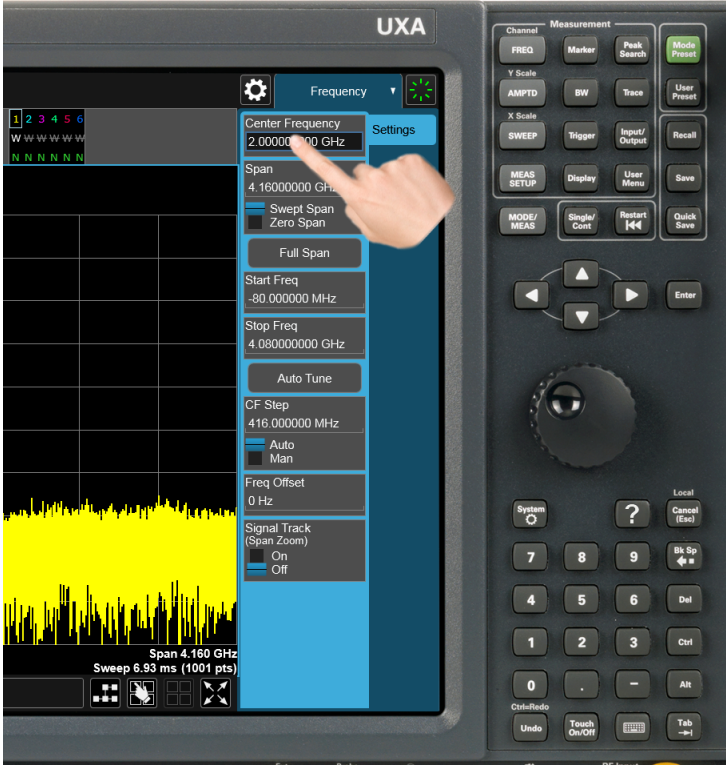 UXA
Frequency
1 2 3 4 5 6
W W W W W W
N N N N N N
Center Frequency
Settings
Span
Swept Span
Zero Span
Full Span
Start Freq
-80.000000 MHz
Stop Freq
4.080000000 GHz
Auto Tune
CF Step
416.000000 MHz
Auto
Man
Freq Offset
0 Hz
Signal Track
(Span Zoom)
On
Off
Span 4.160 GHz
Sweep 6.93 ms (1001 pts)
Measurement
Channel
FREQ
Marker
Peak
Search
Mode
Preset
Y Scale
AMPTD
BW
Trace
User
Preset
X Scale
SWEEP
Trigger
Input/
Output
Recall
MEAS
SETUP
Display
User
Menu
Save
MODE/
MEAS
Single/
Cont
Restart
Quick
Save
Enter
System
?
Local
Cancel
(Esc)
7
8
9
Bk Sp
4
5
6
Del
1
2
3
Ctrl
0
.
-
Alt
Ctrl=Redo
Undo
Touch
On/Off
Tab